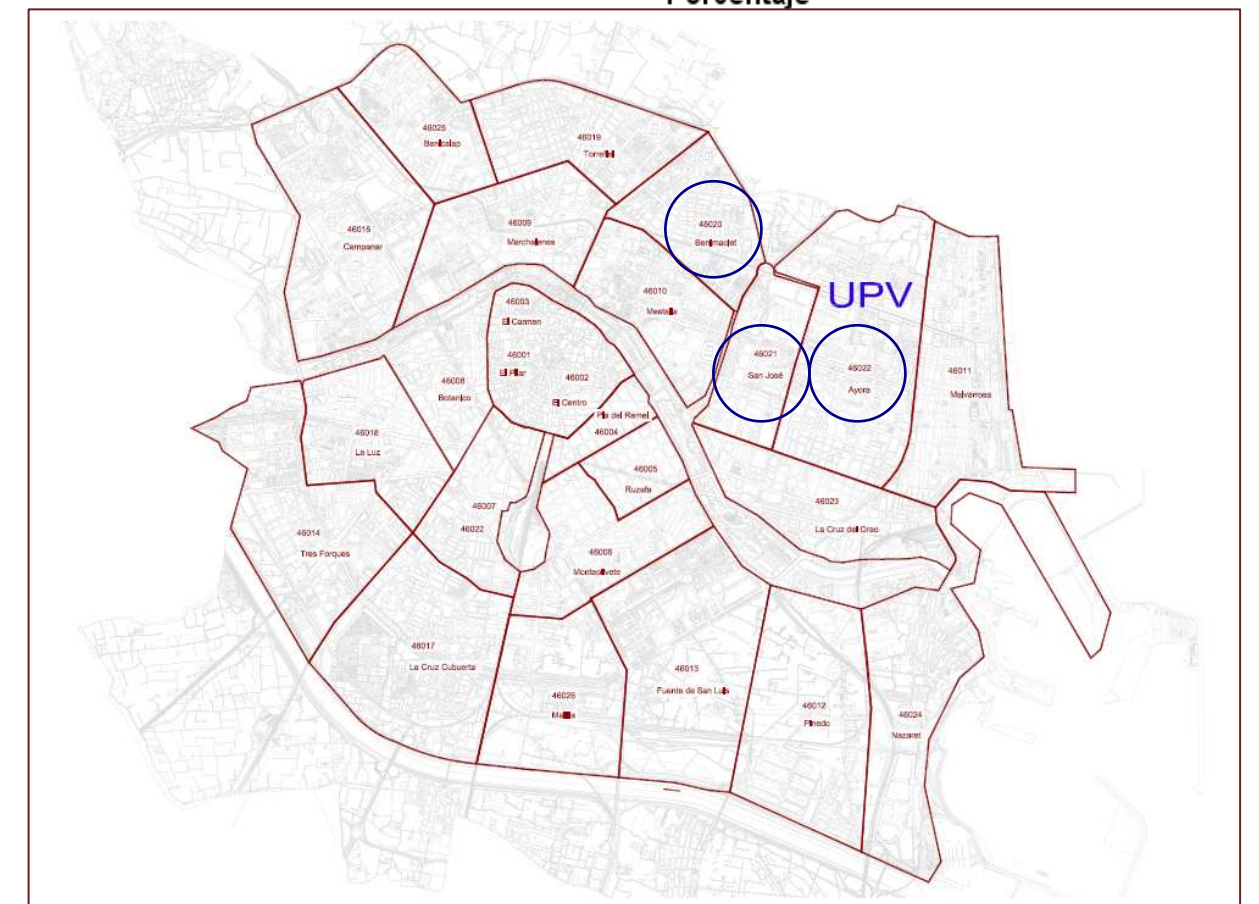 Porcentaje
46025
Benicalap
46019
Torrefiel
46015
Campanar
46009
Marchalenes
46020
Benimaclet
46010
Mestalla
UPV
46003
El Carmen
46001
El Pilar
46002
El Centro
46008
Botanico
Pla del Remei
46004
46021
San José
46022
Ayora
46011
Malvarrosa
46018
La Luz
46005
Ruzafa
46007
46022
46023
La Cruz del Grao
46014
Tres Forques
46006
Monteolivete
46017
La Cruz Cubierta
46026
46013
Fuente de San Luis
46012
Pinedo
46024
Nazaret